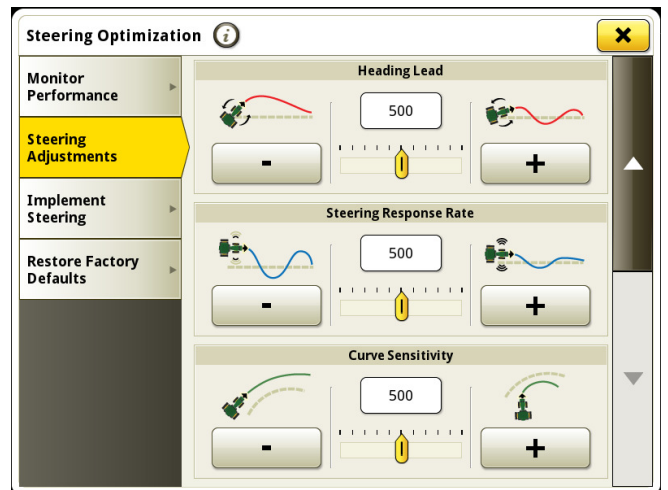 Steering Optimization
Monitor
Performance
Steering
Adjustments
Implement
Steering
Restore Factory
Defaults
Heading Lead
500
-
+
Steering Response Rate
500
-
+
Curve Sensitivity
500
-
+